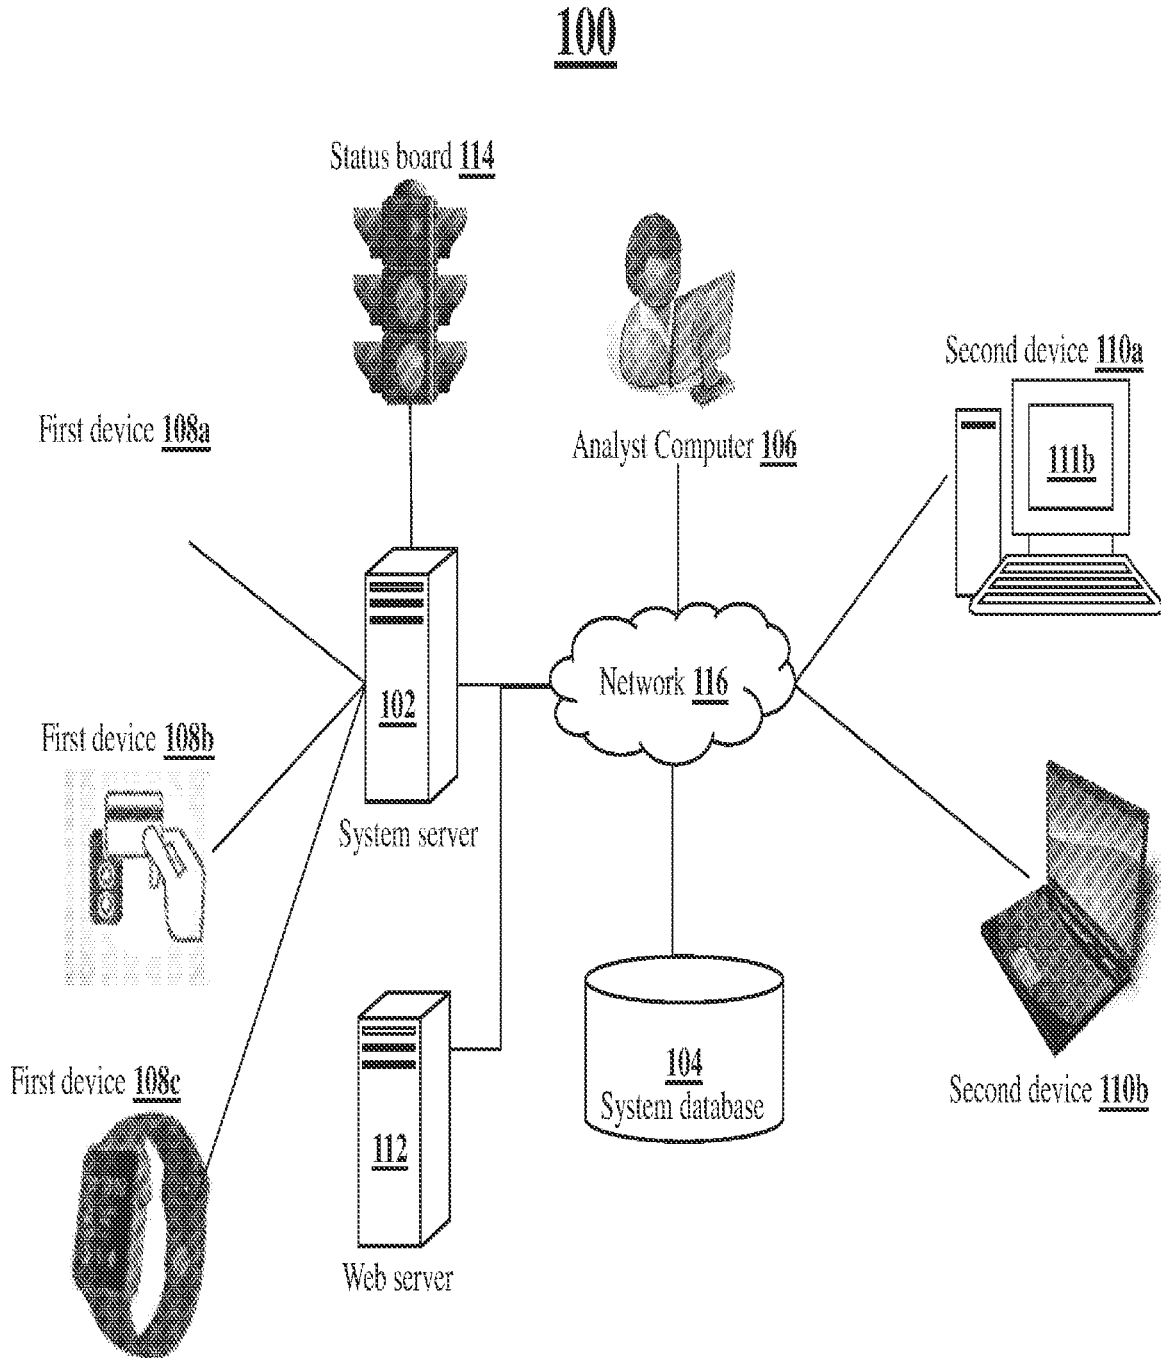 100
Status board 114
Second device 110a
First device 108a
Analyst Computer 106
111b
Network 116
102
First device 108b
System server
104
System database
First device 108c
Second device 110b
112
Web server